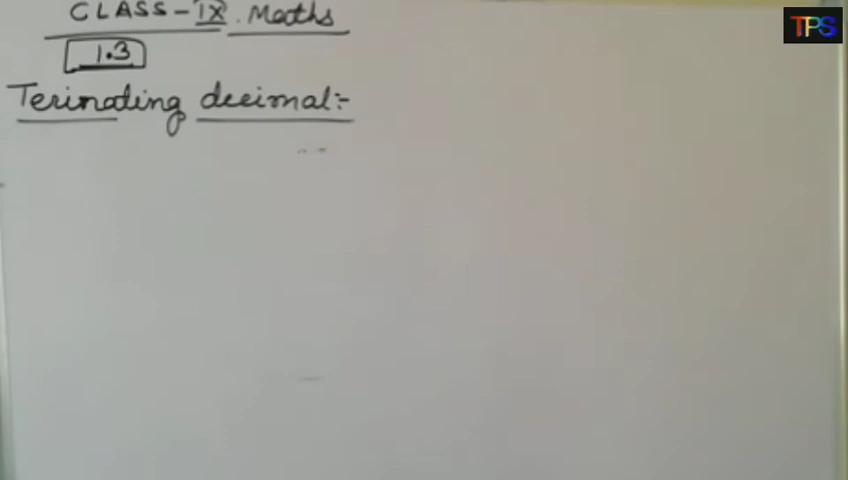 CLASS-IX. Maths
TPS
1.3
Terinating decimal:-